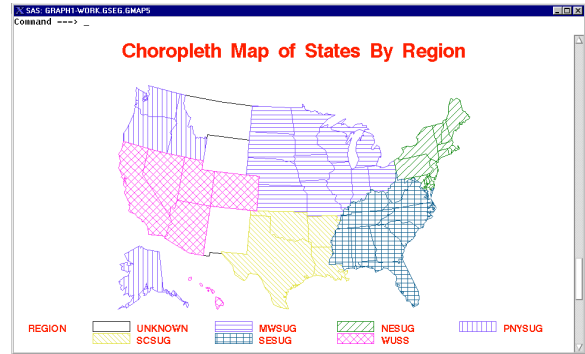 SAS: GRAPH1-WORK.GSEG.GMAP5
Command ---> _
Choropleth Map of States By Region
REGION UNKNOWN MWSUG NESUG PNYSUG
SCSUG SESUG WUSS